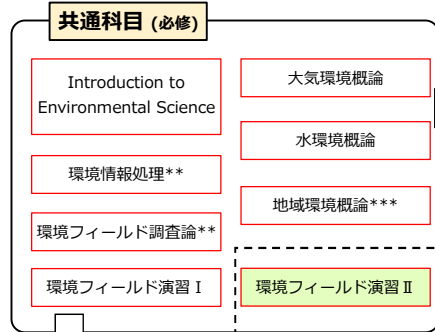 共通科目 (必修)
Introduction to
Environmental Science
環境情報処理**
環境フィールド調査論**
環境フィールド演習Ⅰ
大気環境概論
水環境概論
地域環境概論***
環境フィールド演習Ⅱ